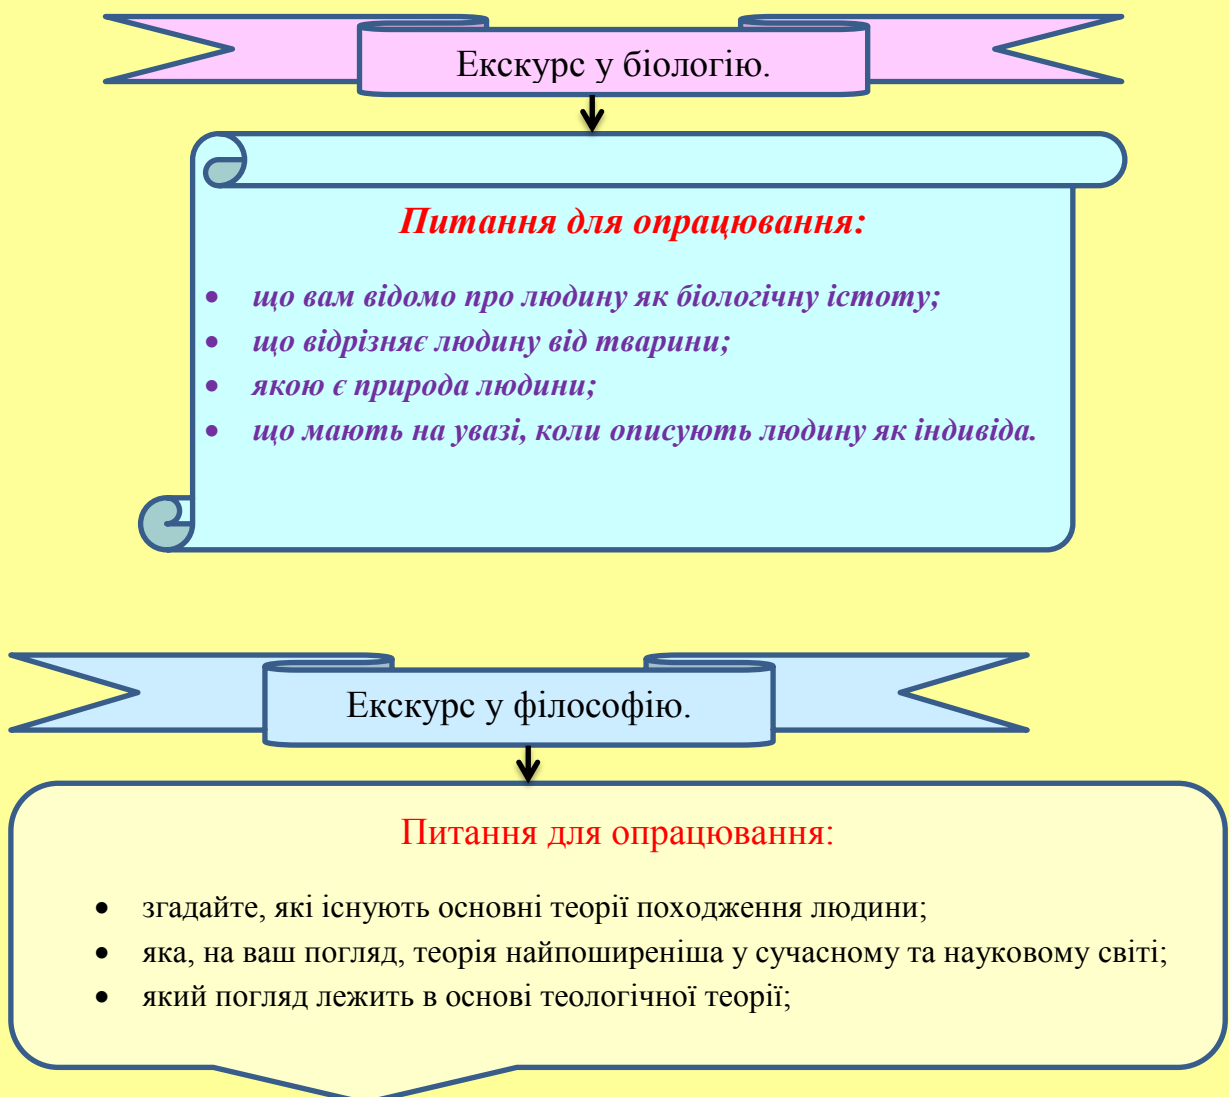 Екскурс у біологію.
Питання для опрацювання:
• що вам відомо про людину як біологічну істоту;
• що відрізняє людину від тварини;
• якою є природа людини;
• що мають на увазі, коли описують людину як індивіда.
Екскурс у філософію.
Питання для опрацювання:
• згадайте, які існують основні теорії походження людини;
• яка, на ваш погляд, теорія найпоширеніша у сучасному та науковому світі;
• який погляд лежить в основі теологічної теорії;